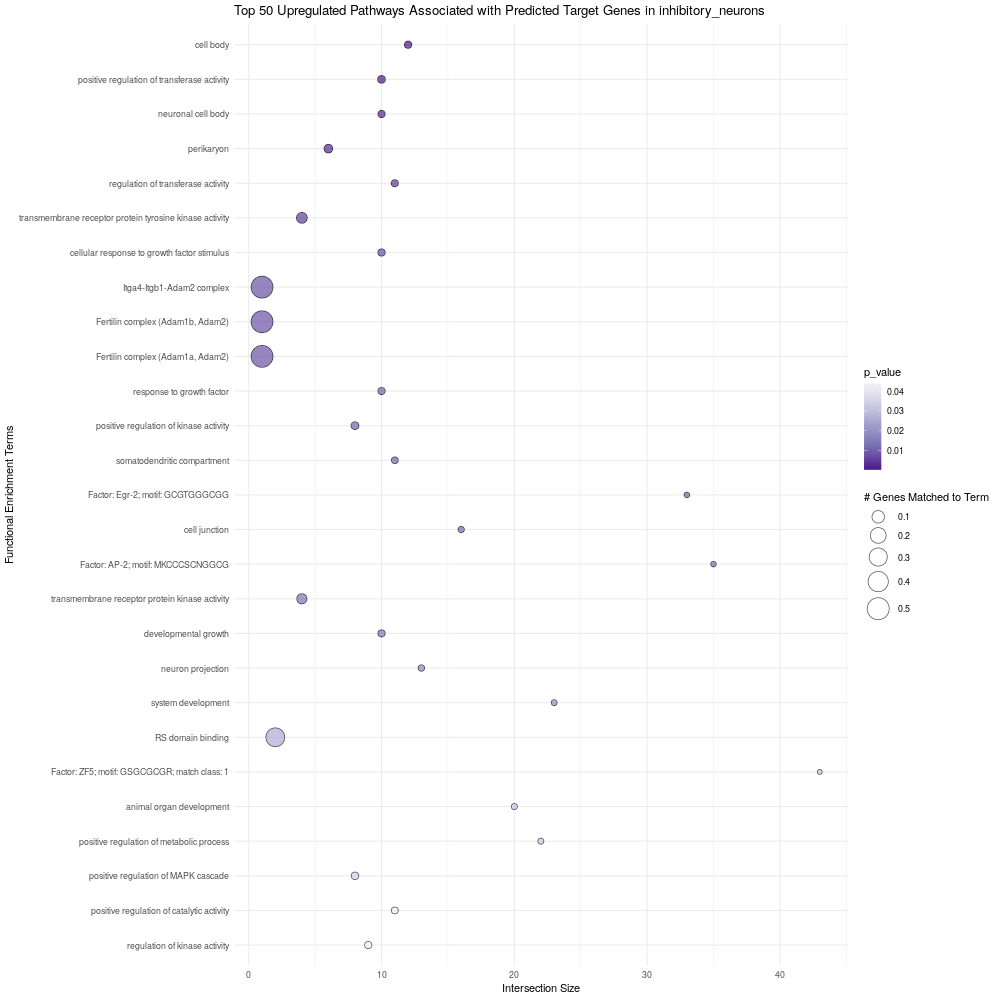 Top 50 Upregulated Pathways Associated with Predicted Target Genes in inhibitory_neurons
Functional Enrichment Terms
cell body
positive regulation of transferase activity
neuronal cell body
perikaryon
regulation of transferase activity
transmembrane receptor protein tyrosine kinase activity
cellular response to growth factor stimulus
Itga4-Itgb1-Adam2 complex
Fertilin complex (Adam1b, Adam2)
Fertilin complex (Adam1a, Adam2)
response to growth factor
positive regulation of kinase activity
somatodendritic compartment
Factor: Egr-2; motif: GCGTGGGCGG
cell junction
Factor: AP-2; motif: MKCCCSCNGGCG
transmembrane receptor protein kinase activity
developmental growth
neuron projection
system development
RS domain binding
Factor: ZF5; motif: GSGCGCGR; match class: 1
animal organ development
positive regulation of metabolic process
positive regulation of MAPK cascade
positive regulation of catalytic activity
regulation of kinase activity
0 10 20 30 40
Intersection Size
p_value
0.04
0.03
0.02
0.01
# Genes Matched to Term
0.1
0.2
0.3
0.4
0.5